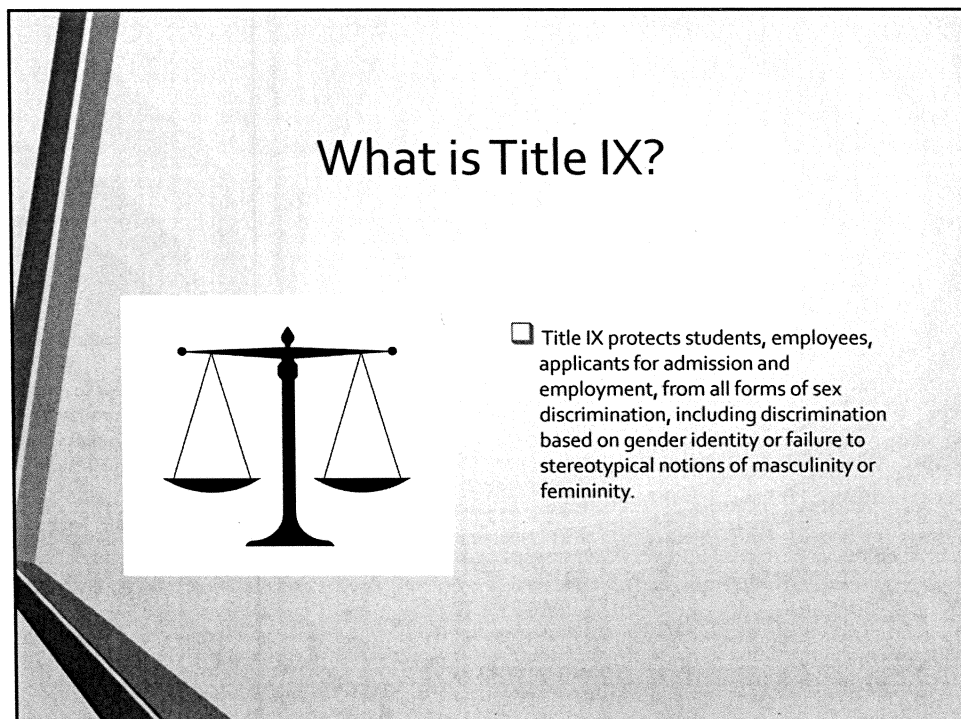 What is Title IX?
Title IX protects students, employees,
applicants for admission and
employment, from all forms of sex
discrimination, including discrimination
based on gender identity or failure to
stereotypical notions of masculinity or
femininity.